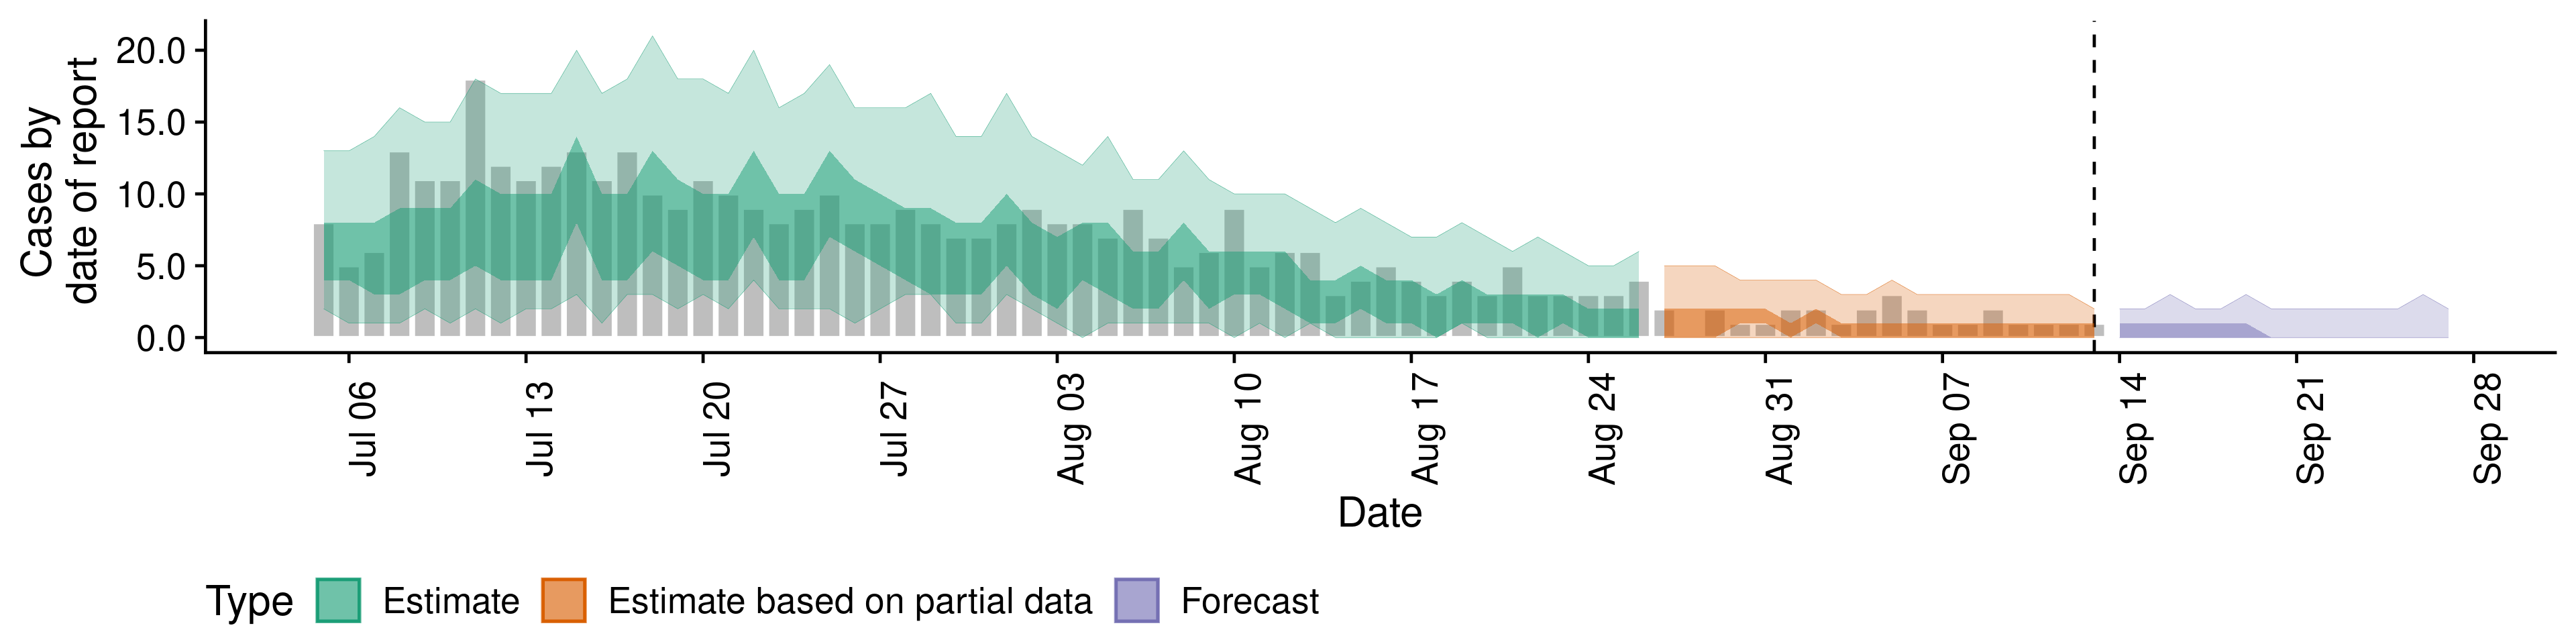 Cases by
date of report
20.0
15.0
10.0
5.0
0.0
Jul 06
Jul 13
Jul 20
Jul 27
Aug 03
Aug 10
Aug 17
Aug 24
Aug 31
Sep 07
Sep 14
Sep 21
Sep 28
Date
Type Estimate Estimate based on partial data Forecast